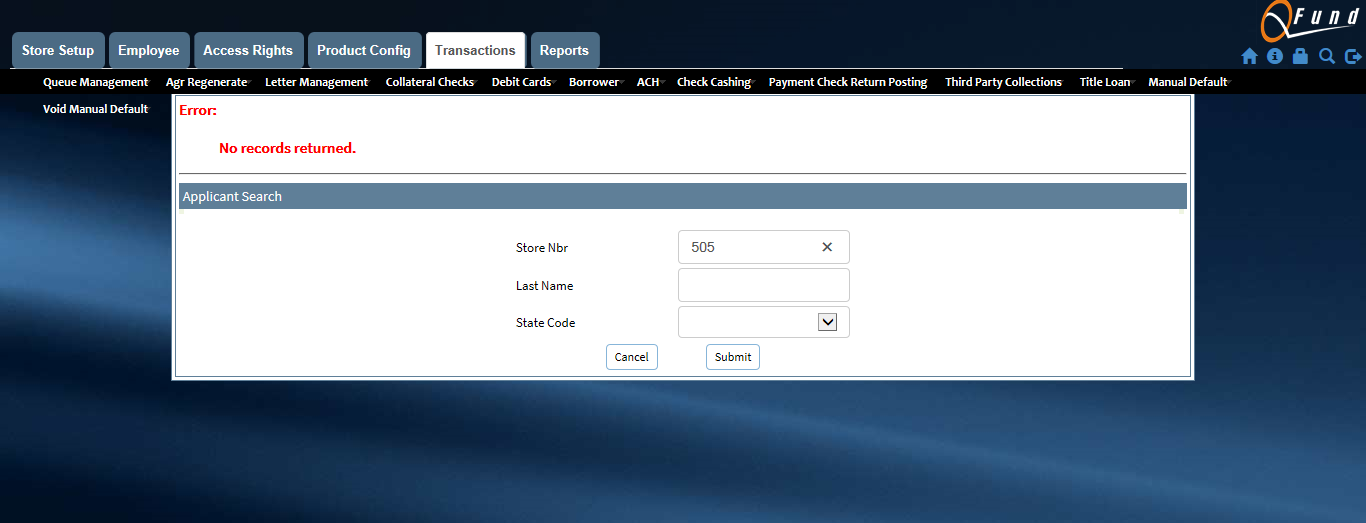 QFund
Store Setup Employee Access Rights Product Config Transactions Reports
Queue Management Agr Regenerate Letter Management Collateral Checks Debit Cards Borrower ACH Check Cashing Payment Check Return Posting Third Party Collections Title Loan Manual Default
Void Manual Default
Error:
No records returned.
Applicant Search
Store Nbr 505
Last Name
State Code
Cancel Submit